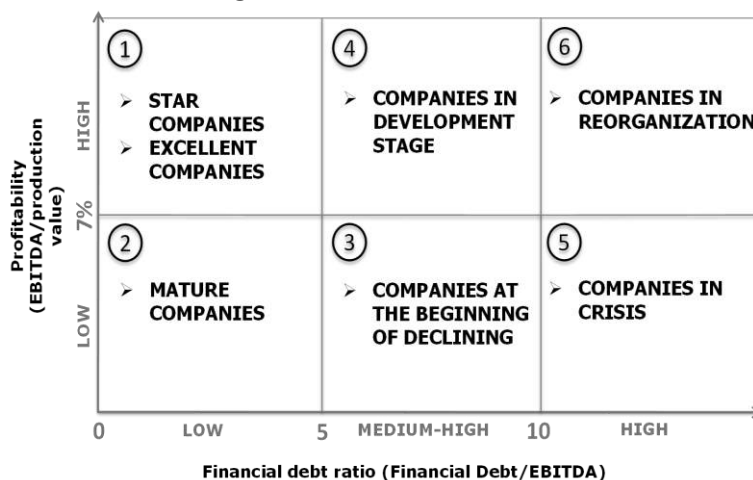 1
4
6
➢ STAR
COMPANIES
➢ EXCELLENT
COMPANIES
➢ COMPANIES IN
DEVELOPMENT
STAGE
➢ COMPANIES IN
REORGANIZATION
2
3
5
➢ MATURE
COMPANIES
➢ COMPANIES AT
THE BEGINNING
OF DECLINING
➢ COMPANIES IN
CRISIS
Profitability
(EBITDA/production
value)
HIGH
7%
LOW
0
LOW
5
MEDIUM-HIGH
10
HIGH
Financial debt ratio (Financial Debt/EBITDA)